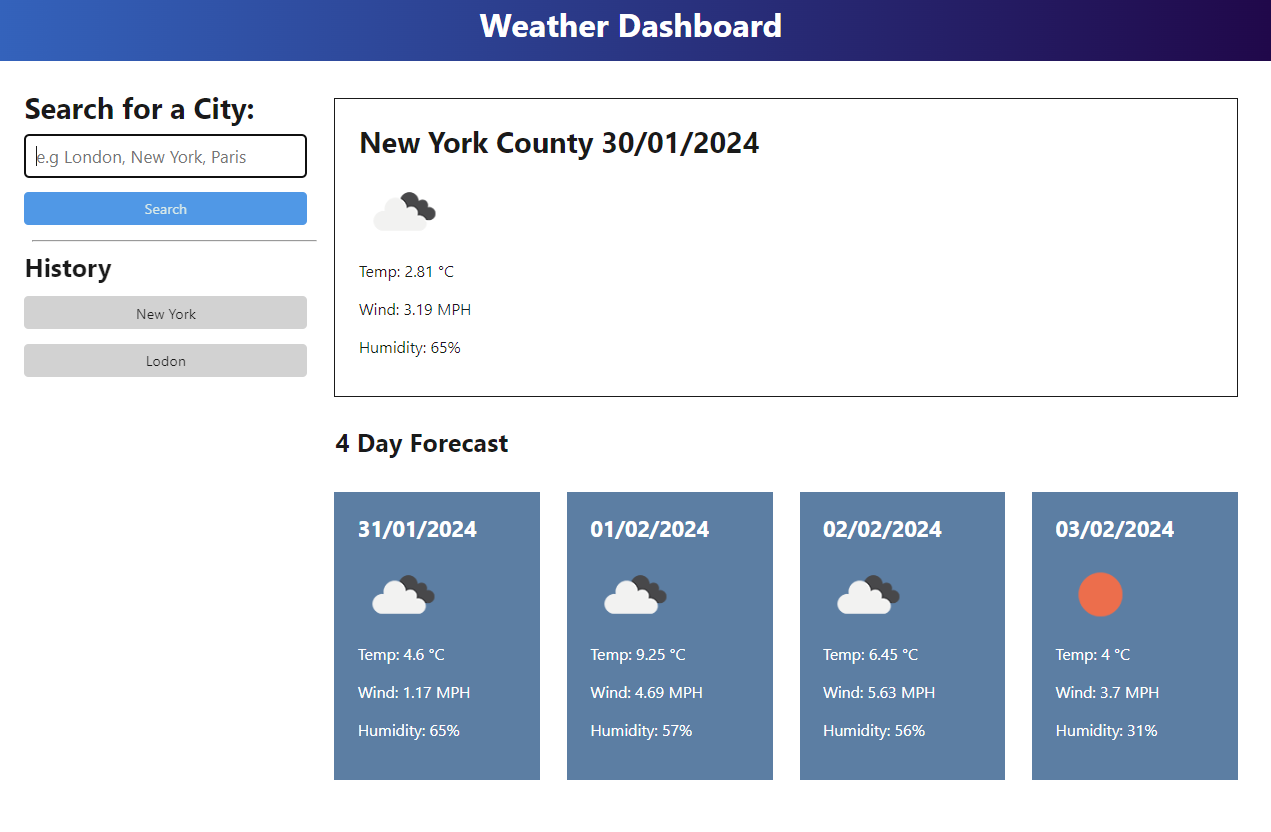 Weather Dashboard
Search for a City:
e.g London, New York, Paris
Search
History
New York
Lodon
New York County 30/01/2024
Temp: 2.81 °C
Wind: 3.19 MPH
Humidity: 65%
4 Day Forecast
31/01/2024
Temp: 4.6 °C
Wind: 1.17 MPH
Humidity: 65%
01/02/2024
Temp: 9.25 °C
Wind: 4.69 MPH
Humidity: 57%
02/02/2024
Temp: 6.45 °C
Wind: 5.63 MPH
Humidity: 56%
03/02/2024
Temp: 4 °C
Wind: 3.7 MPH
Humidity: 31%